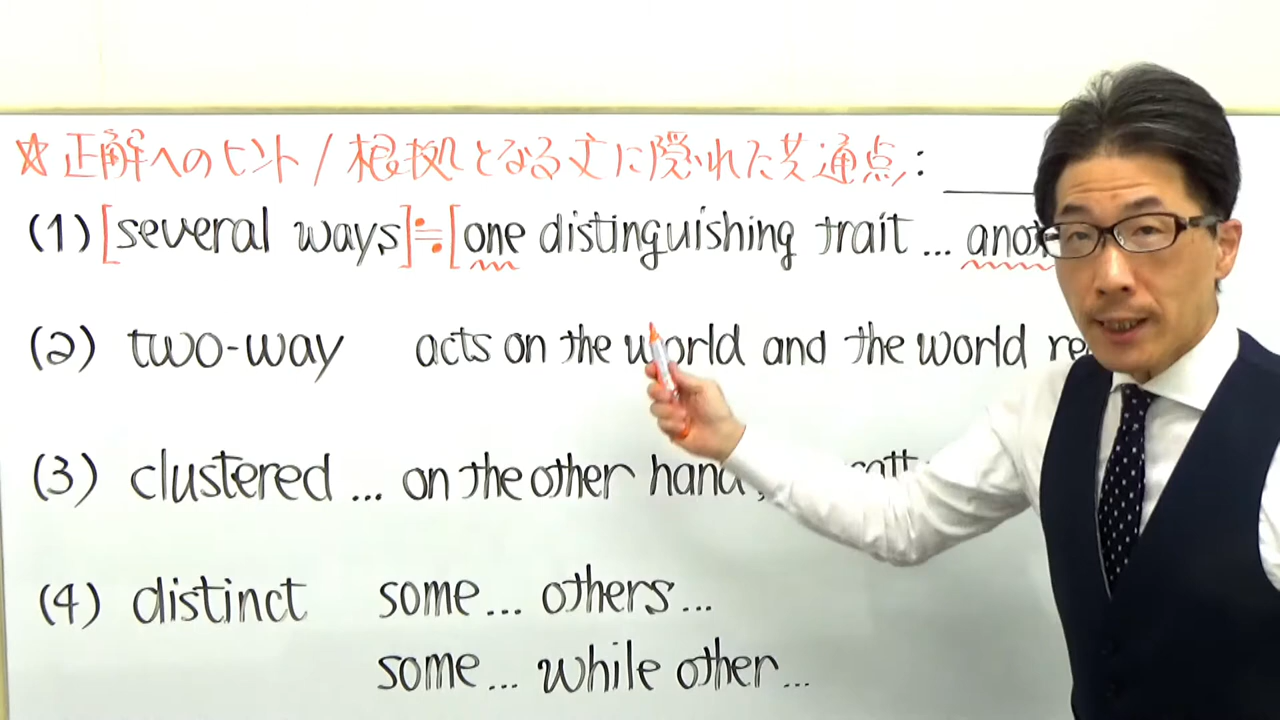 ☆正解へのヒント/根拠となる文に隠れた共通点:
(1) [several ways]≒[one distinguishing trait ...
(2) two-way acts on the world and the world
(3) clustered ... on the other hand,
(4) distinct some... others...
some... while other...